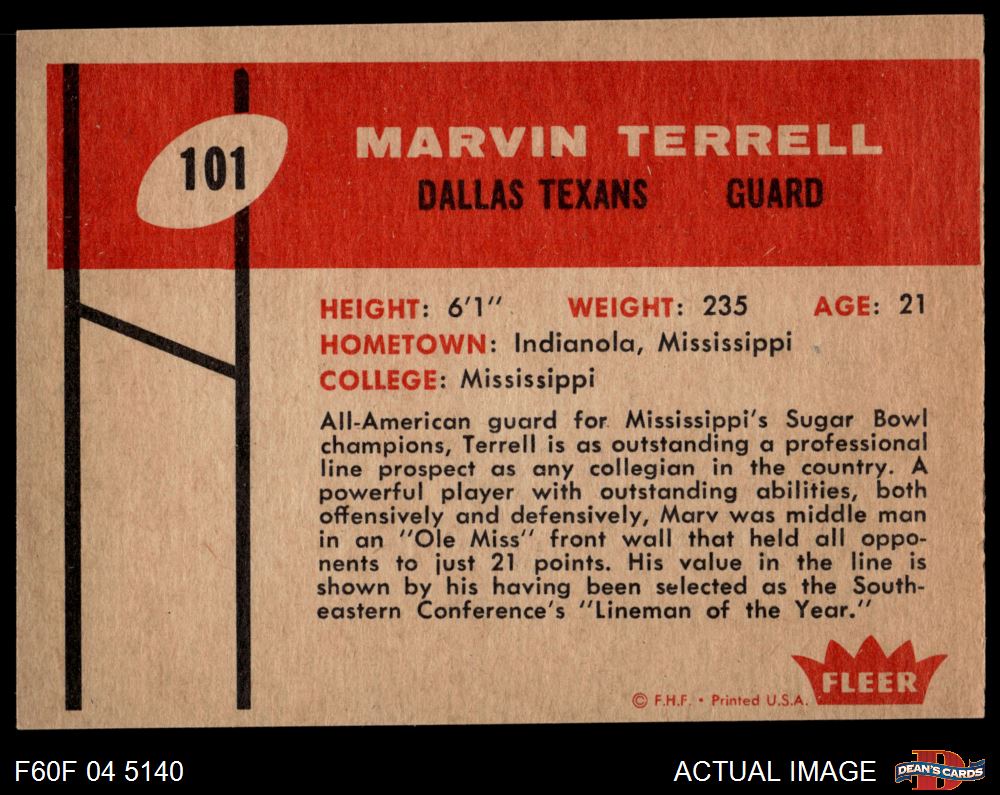 101
MARVIN TERRELL
DALLAS TEXANS GUARD
HEIGHT: 6'1" WEIGHT: 235 AGE: 21
HOMETOWN: Indianola, Mississippi
COLLEGE: Mississippi
All-American guard for Mississippi's Sugar Bowl
champions, Terrell is as outstanding a professional
line prospect as any collegian in the country. A
powerful player with outstanding abilities, both
offensively and defensively, Marv was middle man
in an "Ole Miss" front wall that held all oppo-
nents to just 21 points. His value in the line is
shown by his having been selected as the South-
eastern Conference's "Lineman of the Year."
FLEER
© F.H.F. • Printed U.S.A.
F60F 04 5140
ACTUAL IMAGE
D
DEAN'S CARDS